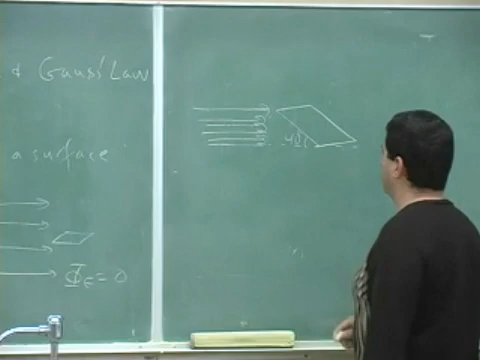 & Gauss' Law
a surface
Φ_E = 0